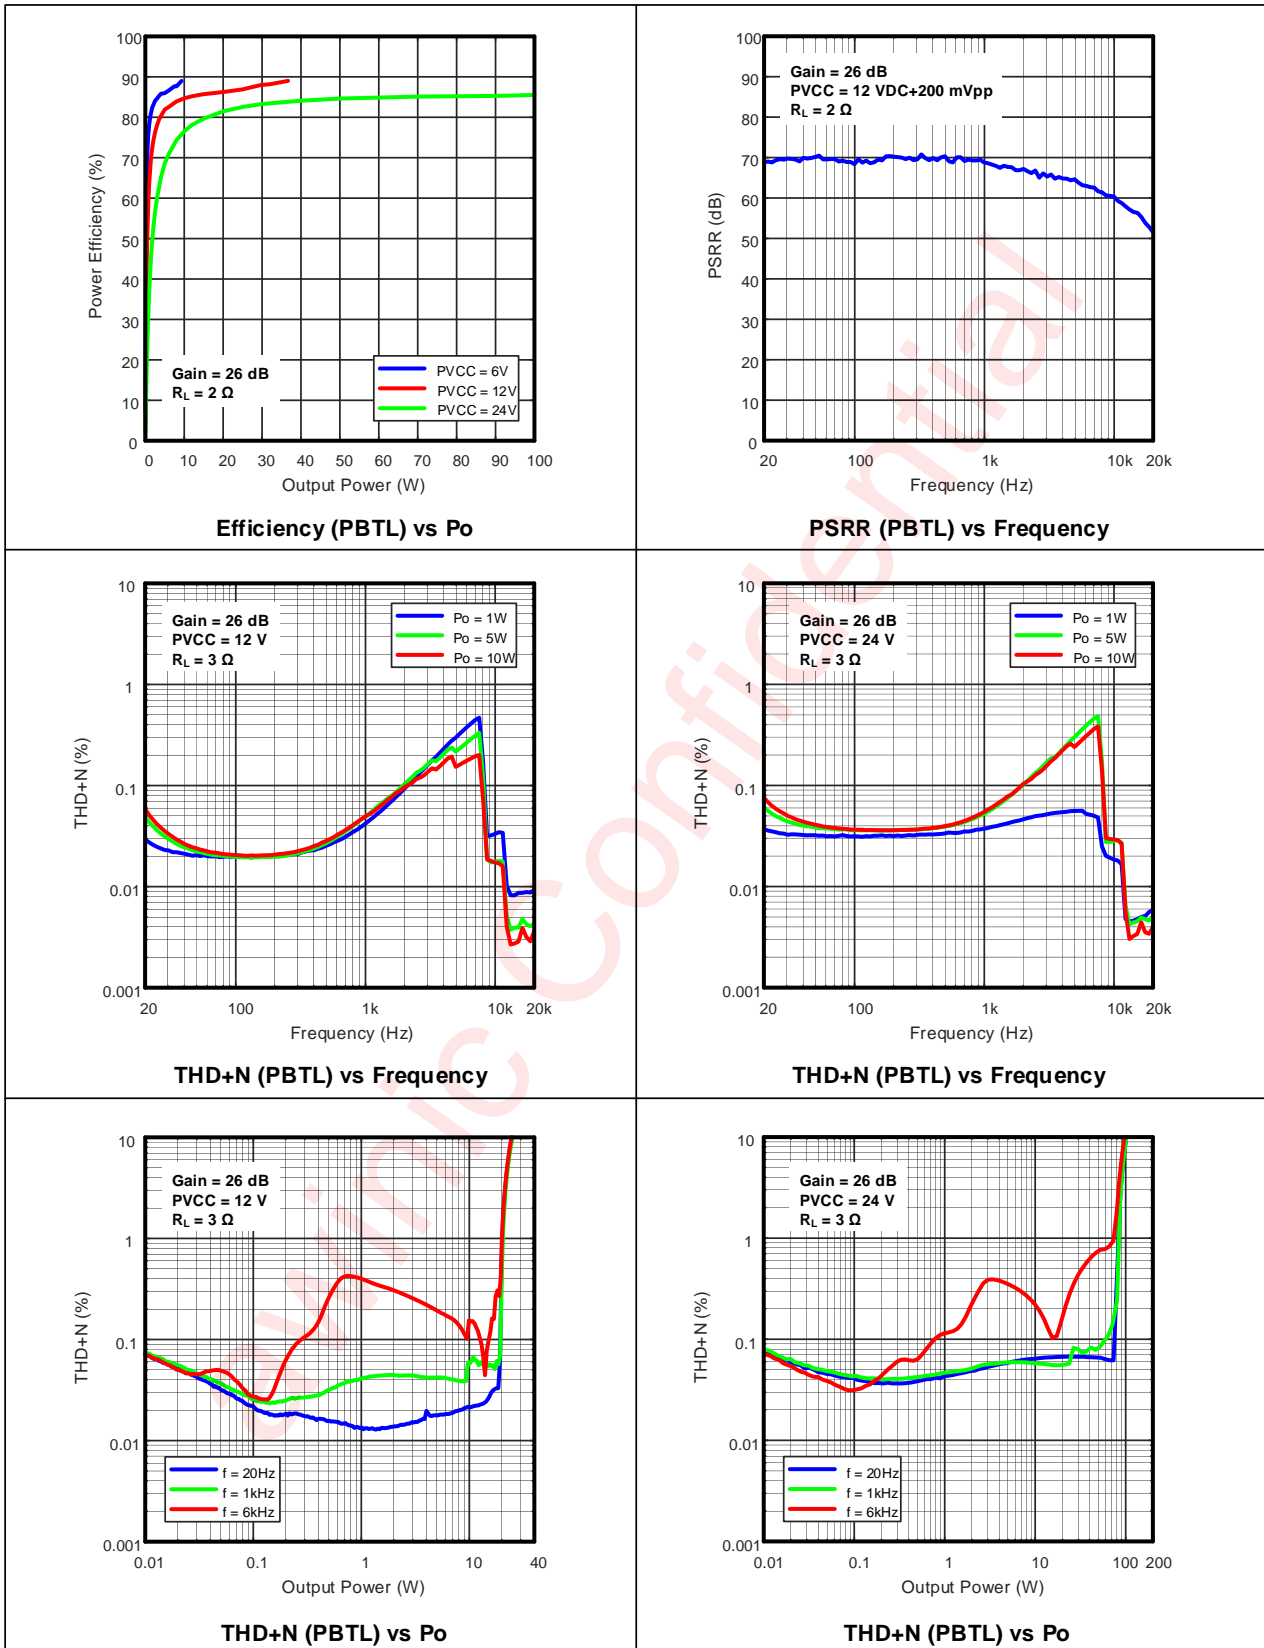 100
90
80
70
60
50
40
30
20
10
0
Power Efficiency (%)
Gain = 26 dB
R_L = 2 Ω
PVCC = 6V
PVCC = 12V
PVCC = 24V
0 10 20 30 40 50 60 70 80 90 100
Output Power (W)
Efficiency (PBTL) vs Po
100
90
80
70
60
50
40
30
20
10
0
PSRR (dB)
Gain = 26 dB
PVCC = 12 VDC+200 mVpp
R_L = 2 Ω
20 100 1k 10k 20k
Frequency (Hz)
PSRR (PBTL) vs Frequency
10
1
0.1
0.01
0.001
THD+N (%)
Gain = 26 dB
PVCC = 12 V
R_L = 3 Ω
Po = 1W
Po = 5W
Po = 10W
20 100 1k 10k 20k
Frequency (Hz)
THD+N (PBTL) vs Frequency
10
1
0.1
0.01
0.001
THD+N (%)
Gain = 26 dB
PVCC = 24 V
R_L = 3 Ω
Po = 1W
Po = 5W
Po = 10W
20 100 1k 10k 20k
Frequency (Hz)
THD+N (PBTL) vs Frequency
10
1
0.1
0.01
0.001
THD+N (%)
Gain = 26 dB
PVCC = 12 V
R_L = 3 Ω
f = 20Hz
f = 1kHz
f = 6kHz
0.01 0.1 1 10 40
Output Power (W)
THD+N (PBTL) vs Po
10
1
0.1
0.01
0.001
THD+N (%)
Gain = 26 dB
PVCC = 24 V
R_L = 3 Ω
f = 20Hz
f = 1kHz
f = 6kHz
0.01 0.1 1 10 100 200
Output Power (W)
THD+N (PBTL) vs Po
awinic Confidential